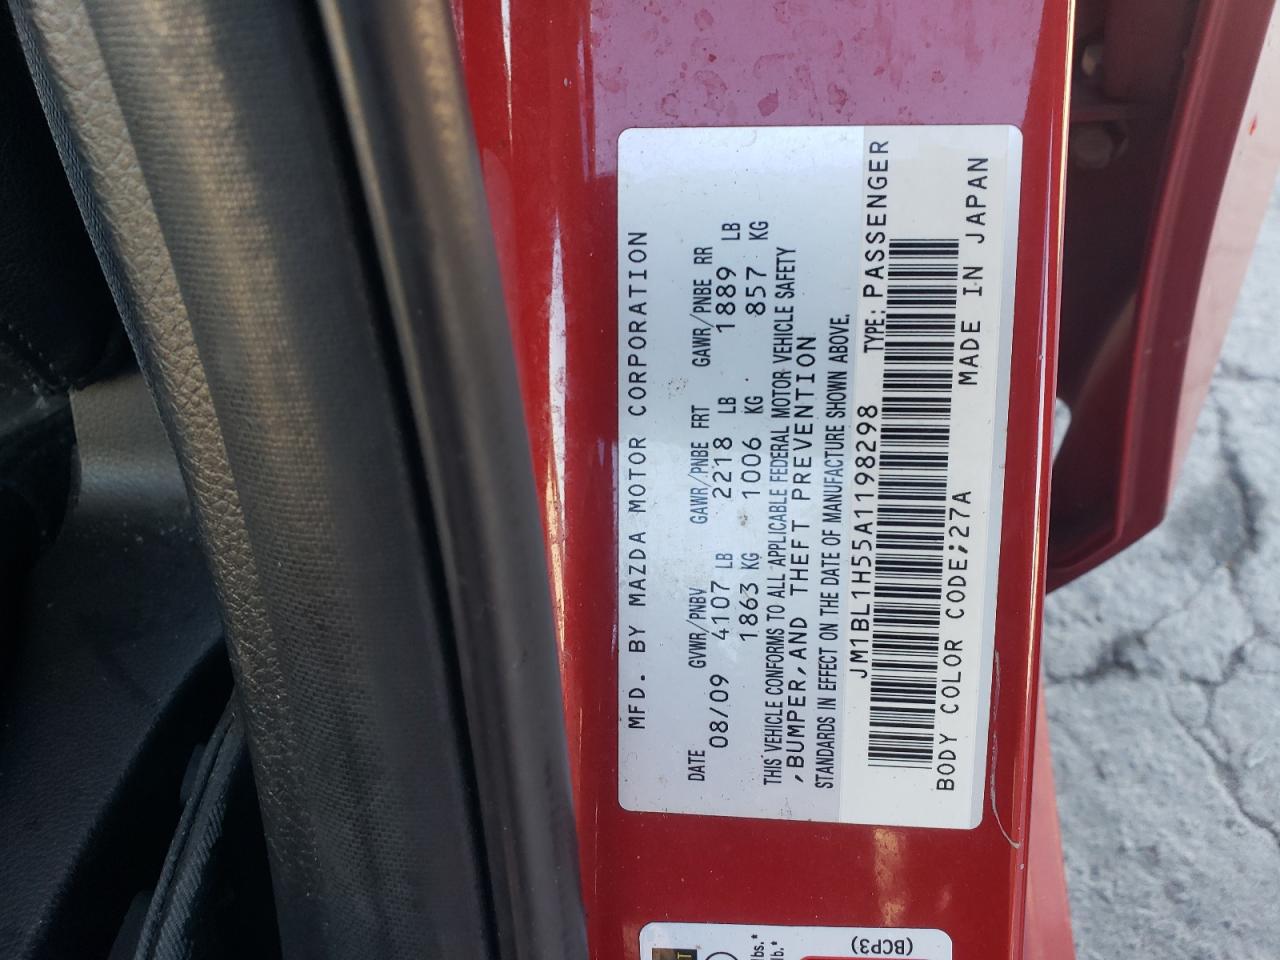 MFD. BY MAZDA MOTOR CORPORATION
DATE GVWR/PNBV GAWR/PNBE FRT GAWR/PNBE RR
08/09 4107 LB 2218 LB 1889 LB
1863 KG 1006 KG 857 KG
THIS VEHICLE CONFORMS TO ALL APPLICABLE FEDERAL MOTOR VEHICLE SAFETY
,BUMPER,AND THEFT PREVENTION
STANDARDS IN EFFECT ON THE DATE OF MANUFACTURE SHOWN ABOVE.
JM1BL1H55A1198298 TYPE: PASSENGER
BODY COLOR CODE;27A MADE IN JAPAN
(BCP3)